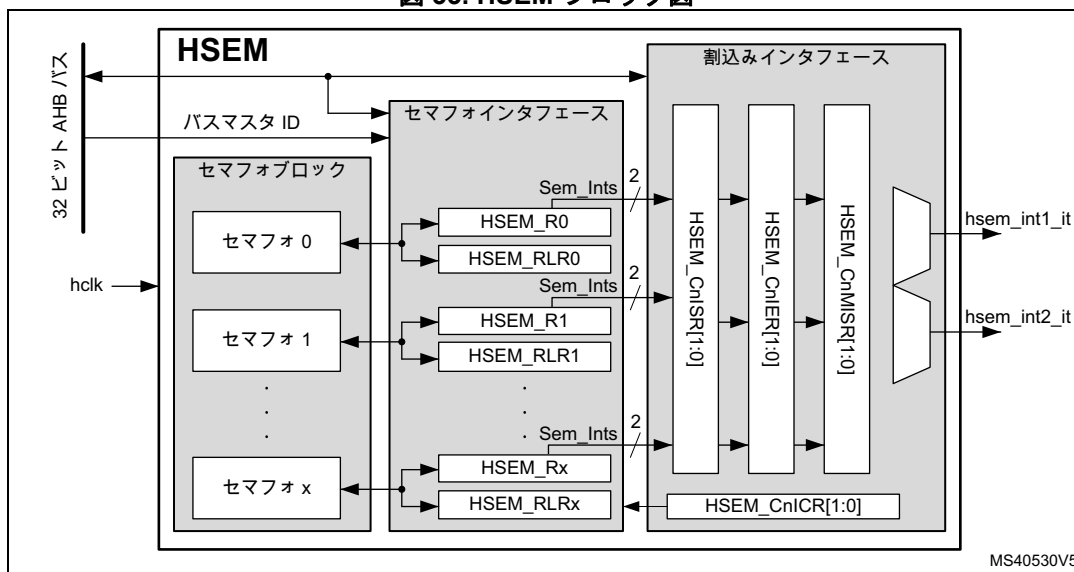 HSEM
32 ビット AHB バス
バスマスタ ID
hclk
セマフォブロック
セマフォ 0
セマフォ 1
セマフォ x
セマフォインタフェース
Sem_Ints
2
HSEM_R0
HSEM_RLR0
Sem_Ints
2
HSEM_R1
HSEM_RLR1
Sem_Ints
2
HSEM_Rx
HSEM_RLRx
割込みインタフェース
HSEM_CnISR[1:0]
HSEM_CnIER[1:0]
HSEM_CnMISR[1:0]
HSEM_CnICR[1:0]
hsem_int1_it
hsem_int2_it
MS40530V5